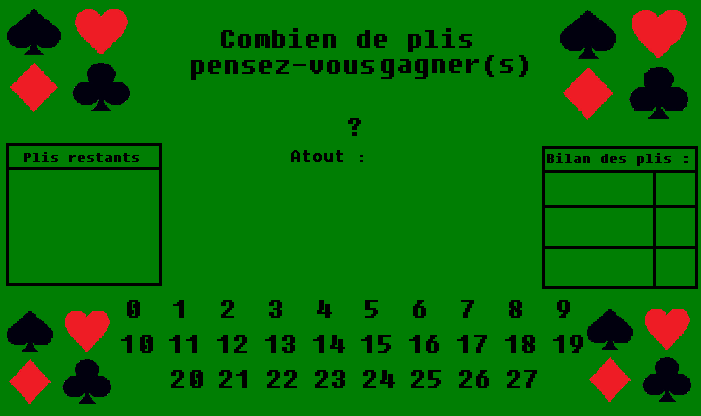 Combien de plis
pensez-vous gagner(s)
?
Plis restants
Atout :
Bilan des plis :
0 1 2 3 4 5 6 7 8 9
10 11 12 13 14 15 16 17 18 19
20 21 22 23 24 25 26 27